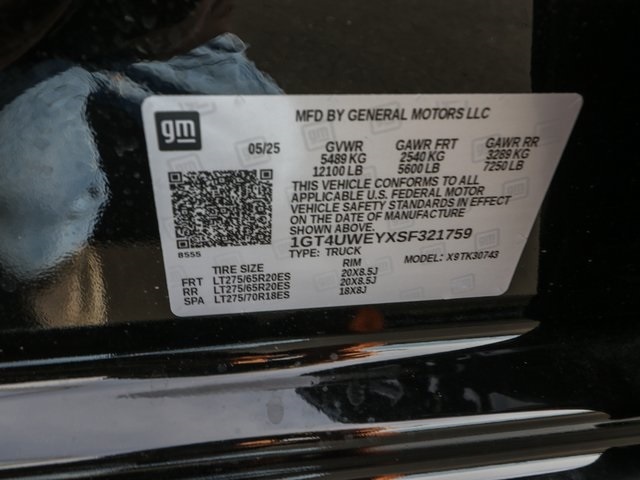 gm
MFD BY GENERAL MOTORS LLC
05/25 GVWR GAWR FRT GAWR RR
5489 KG 2540 KG 3289 KG
12100 LB 5600 LB 7250 LB
THIS VEHICLE CONFORMS TO ALL
APPLICABLE U.S. FEDERAL MOTOR
VEHICLE SAFETY STANDARDS IN EFFECT
ON THE DATE OF MANUFACTURE
SHOWN ABOVE.
1GT4UWEYXSF321759
8555 TYPE: TRUCK MODEL: X9TK30743
TIRE SIZE RIM
FRT LT275/65R20ES 20X8.5J
RR LT275/65R20ES 20X8.5J
SPA LT275/70R18ES 18X8J